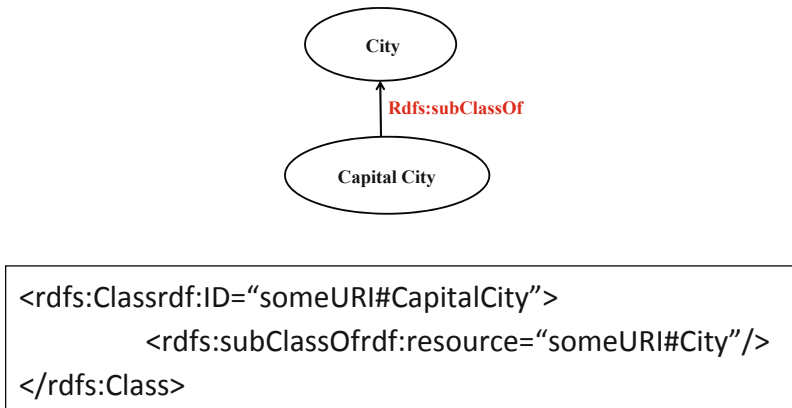 City
Rdfs:subClassOf
Capital City
<rdfs:Classrdf:ID=“someURI#CapitalCity”>
<rdfs:subClassOfrdf:resource=“someURI#City”/>
</rdfs:Class>